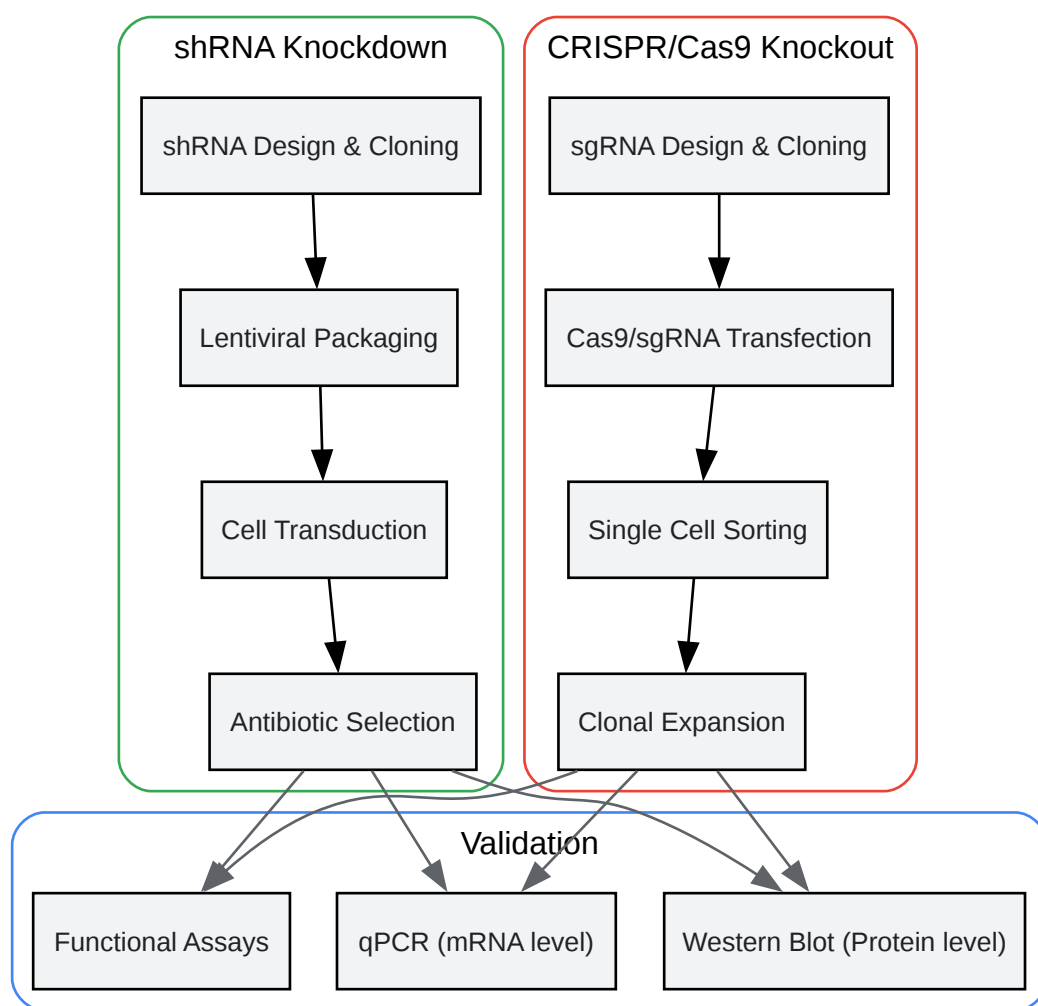 shRNA Knockdown
shRNA Design & Cloning
Lentiviral Packaging
Cell Transduction
Antibiotic Selection
CRISPR/Cas9 Knockout
sgRNA Design & Cloning
Cas9/sgRNA Transfection
Single Cell Sorting
Clonal Expansion
Validation
Functional Assays
qPCR (mRNA level)
Western Blot (Protein level)